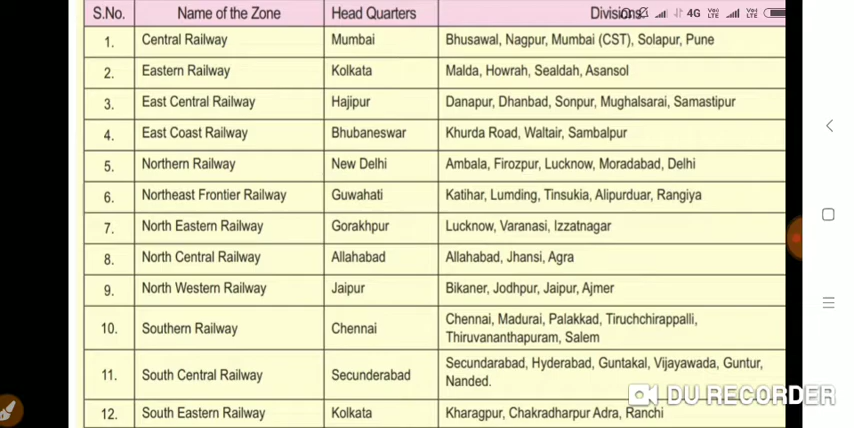 S.No. Name of the Zone Head Quarters Divisions 4G VoLTE VoLTE
1. Central Railway Mumbai Bhusawal, Nagpur, Mumbai (CST), Solapur, Pune
2. Eastern Railway Kolkata Malda, Howrah, Sealdah, Asansol
3. East Central Railway Hajipur Danapur, Dhanbad, Sonpur, Mughalsarai, Samastipur
4. East Coast Railway Bhubaneswar Khurda Road, Waltair, Sambalpur
5. Northern Railway New Delhi Ambala, Firozpur, Lucknow, Moradabad, Delhi
6. Northeast Frontier Railway Guwahati Katihar, Lumding, Tinsukia, Alipurduar, Rangiya
7. North Eastern Railway Gorakhpur Lucknow, Varanasi, Izzatnagar
8. North Central Railway Allahabad Allahabad, Jhansi, Agra
9. North Western Railway Jaipur Bikaner, Jodhpur, Jaipur, Ajmer
10. Southern Railway Chennai Chennai, Madurai, Palakkad, Tiruchchirappalli,
Thiruvananthapuram, Salem
11. South Central Railway Secunderabad Secundarabad, Hyderabad, Guntakal, Vijayawada, Guntur,
Nanded.
DU RECORDER
12. South Eastern Railway Kolkata Kharagpur, Chakradharpur Adra, Ranchi